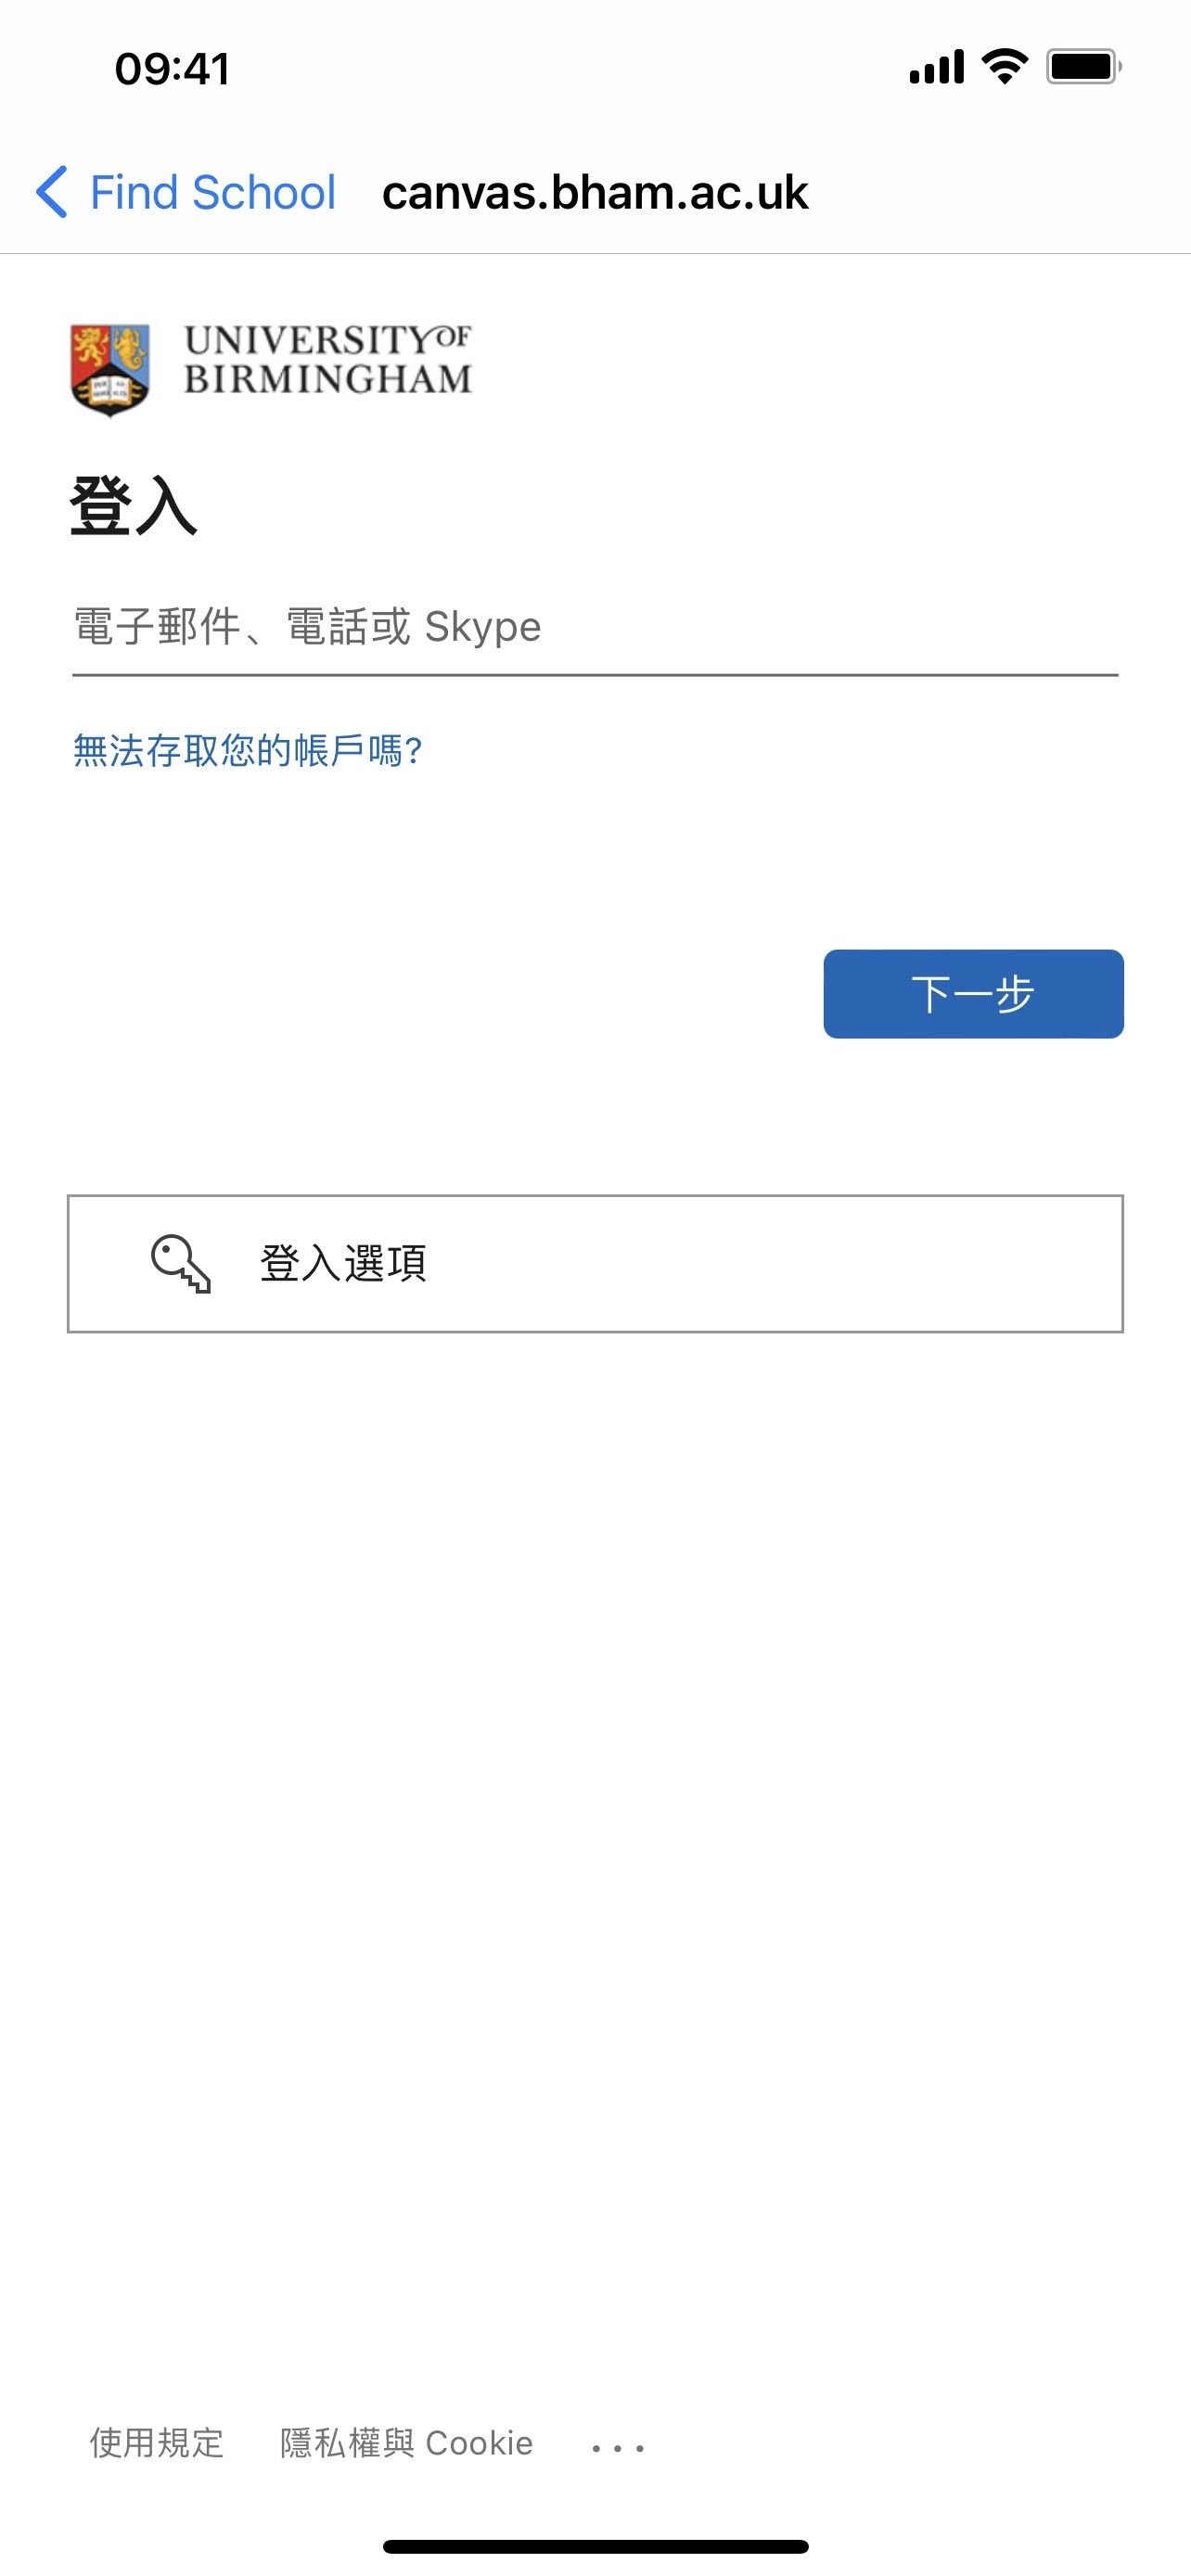 09:41
Find School canvas.bham.ac.uk
UNIVERSITY OF
BIRMINGHAM
登入
電子郵件、電話或 Skype
無法存取您的帳戶嗎?
下一步
登入選項
使用規定 隱私權與 Cookie ...